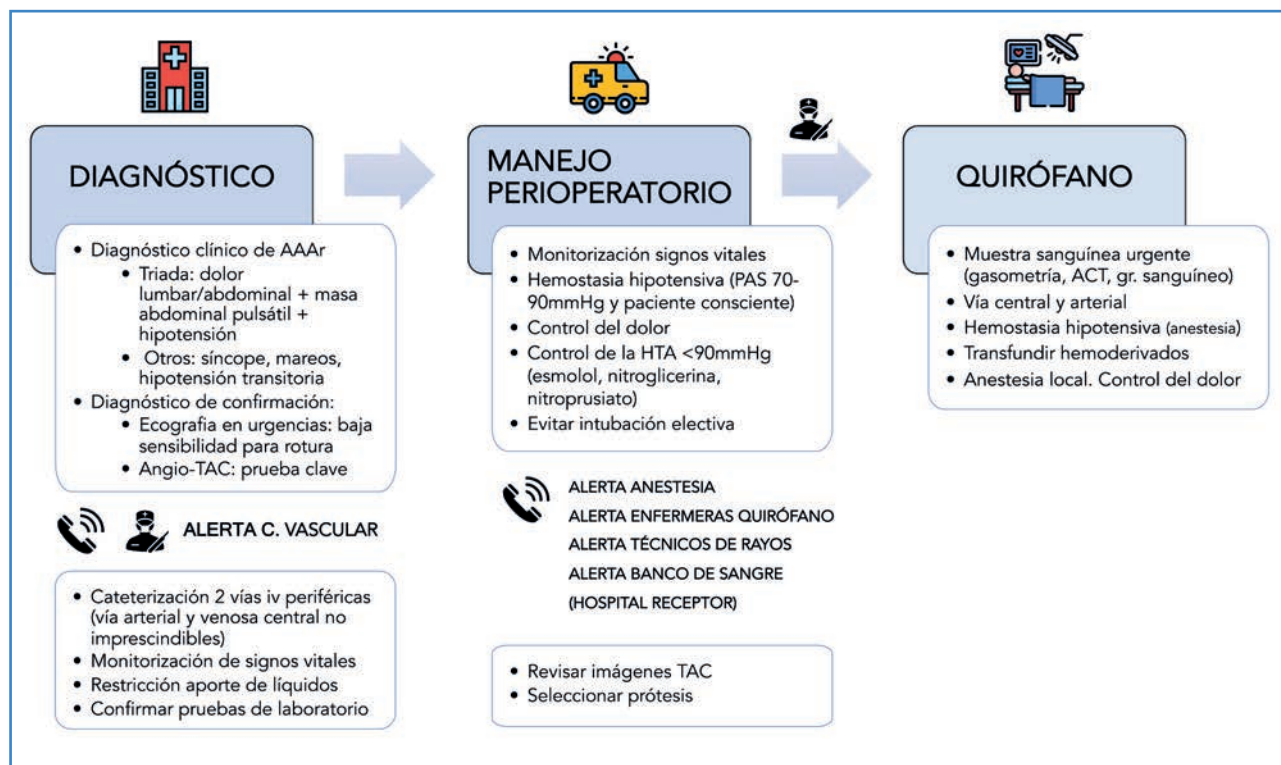 DIAGNÓSTICO
• Diagnóstico clínico de AAAr
• Triada: dolor
lumbar/abdominal + masa
abdominal pulsátil +
hipotensión
• Otros: síncope, mareos,
hipotensión transitoria
• Diagnóstico de confirmación:
• Ecografia en urgencias: baja
sensibilidad para rotura
• Angio-TAC: prueba clave
ALERTA C. VASCULAR
• Cateterización 2 vías iv periféricas
(vía arterial y venosa central no
imprescindibles)
• Monitorización de signos vitales
• Restricción aporte de líquidos
• Confirmar pruebas de laboratorio
MANEJO
PERIOPERATORIO
• Monitorización signos vitales
• Hemostasia hipotensiva (PAS 70-
90mmHg y paciente consciente)
• Control del dolor
• Control de la HTA <90mmHg
(esmolol, nitroglicerina,
nitroprusiato)
• Evitar intubación electiva
ALERTA ANESTESIA
ALERTA ENFERMERAS QUIRÓFANO
ALERTA TÉCNICOS DE RAYOS
ALERTA BANCO DE SANGRE
(HOSPITAL RECEPTOR)
• Revisar imágenes TAC
• Seleccionar prótesis
QUIRÓFANO
• Muestra sanguínea urgente
(gasometría, ACT, gr. sanguíneo)
• Vía central y arterial
• Hemostasia hipotensiva (anestesia)
• Transfundir hemoderivados
• Anestesia local. Control del dolor